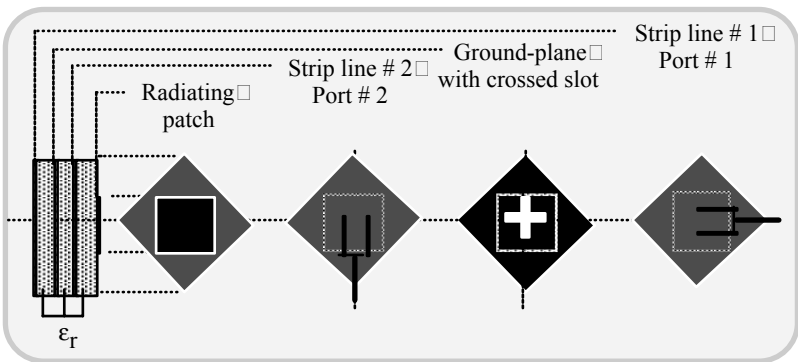 Strip line # 1□
Port # 1
Ground-plane□
with crossed slot
Strip line # 2□
Port # 2
Radiating□
patch
εr